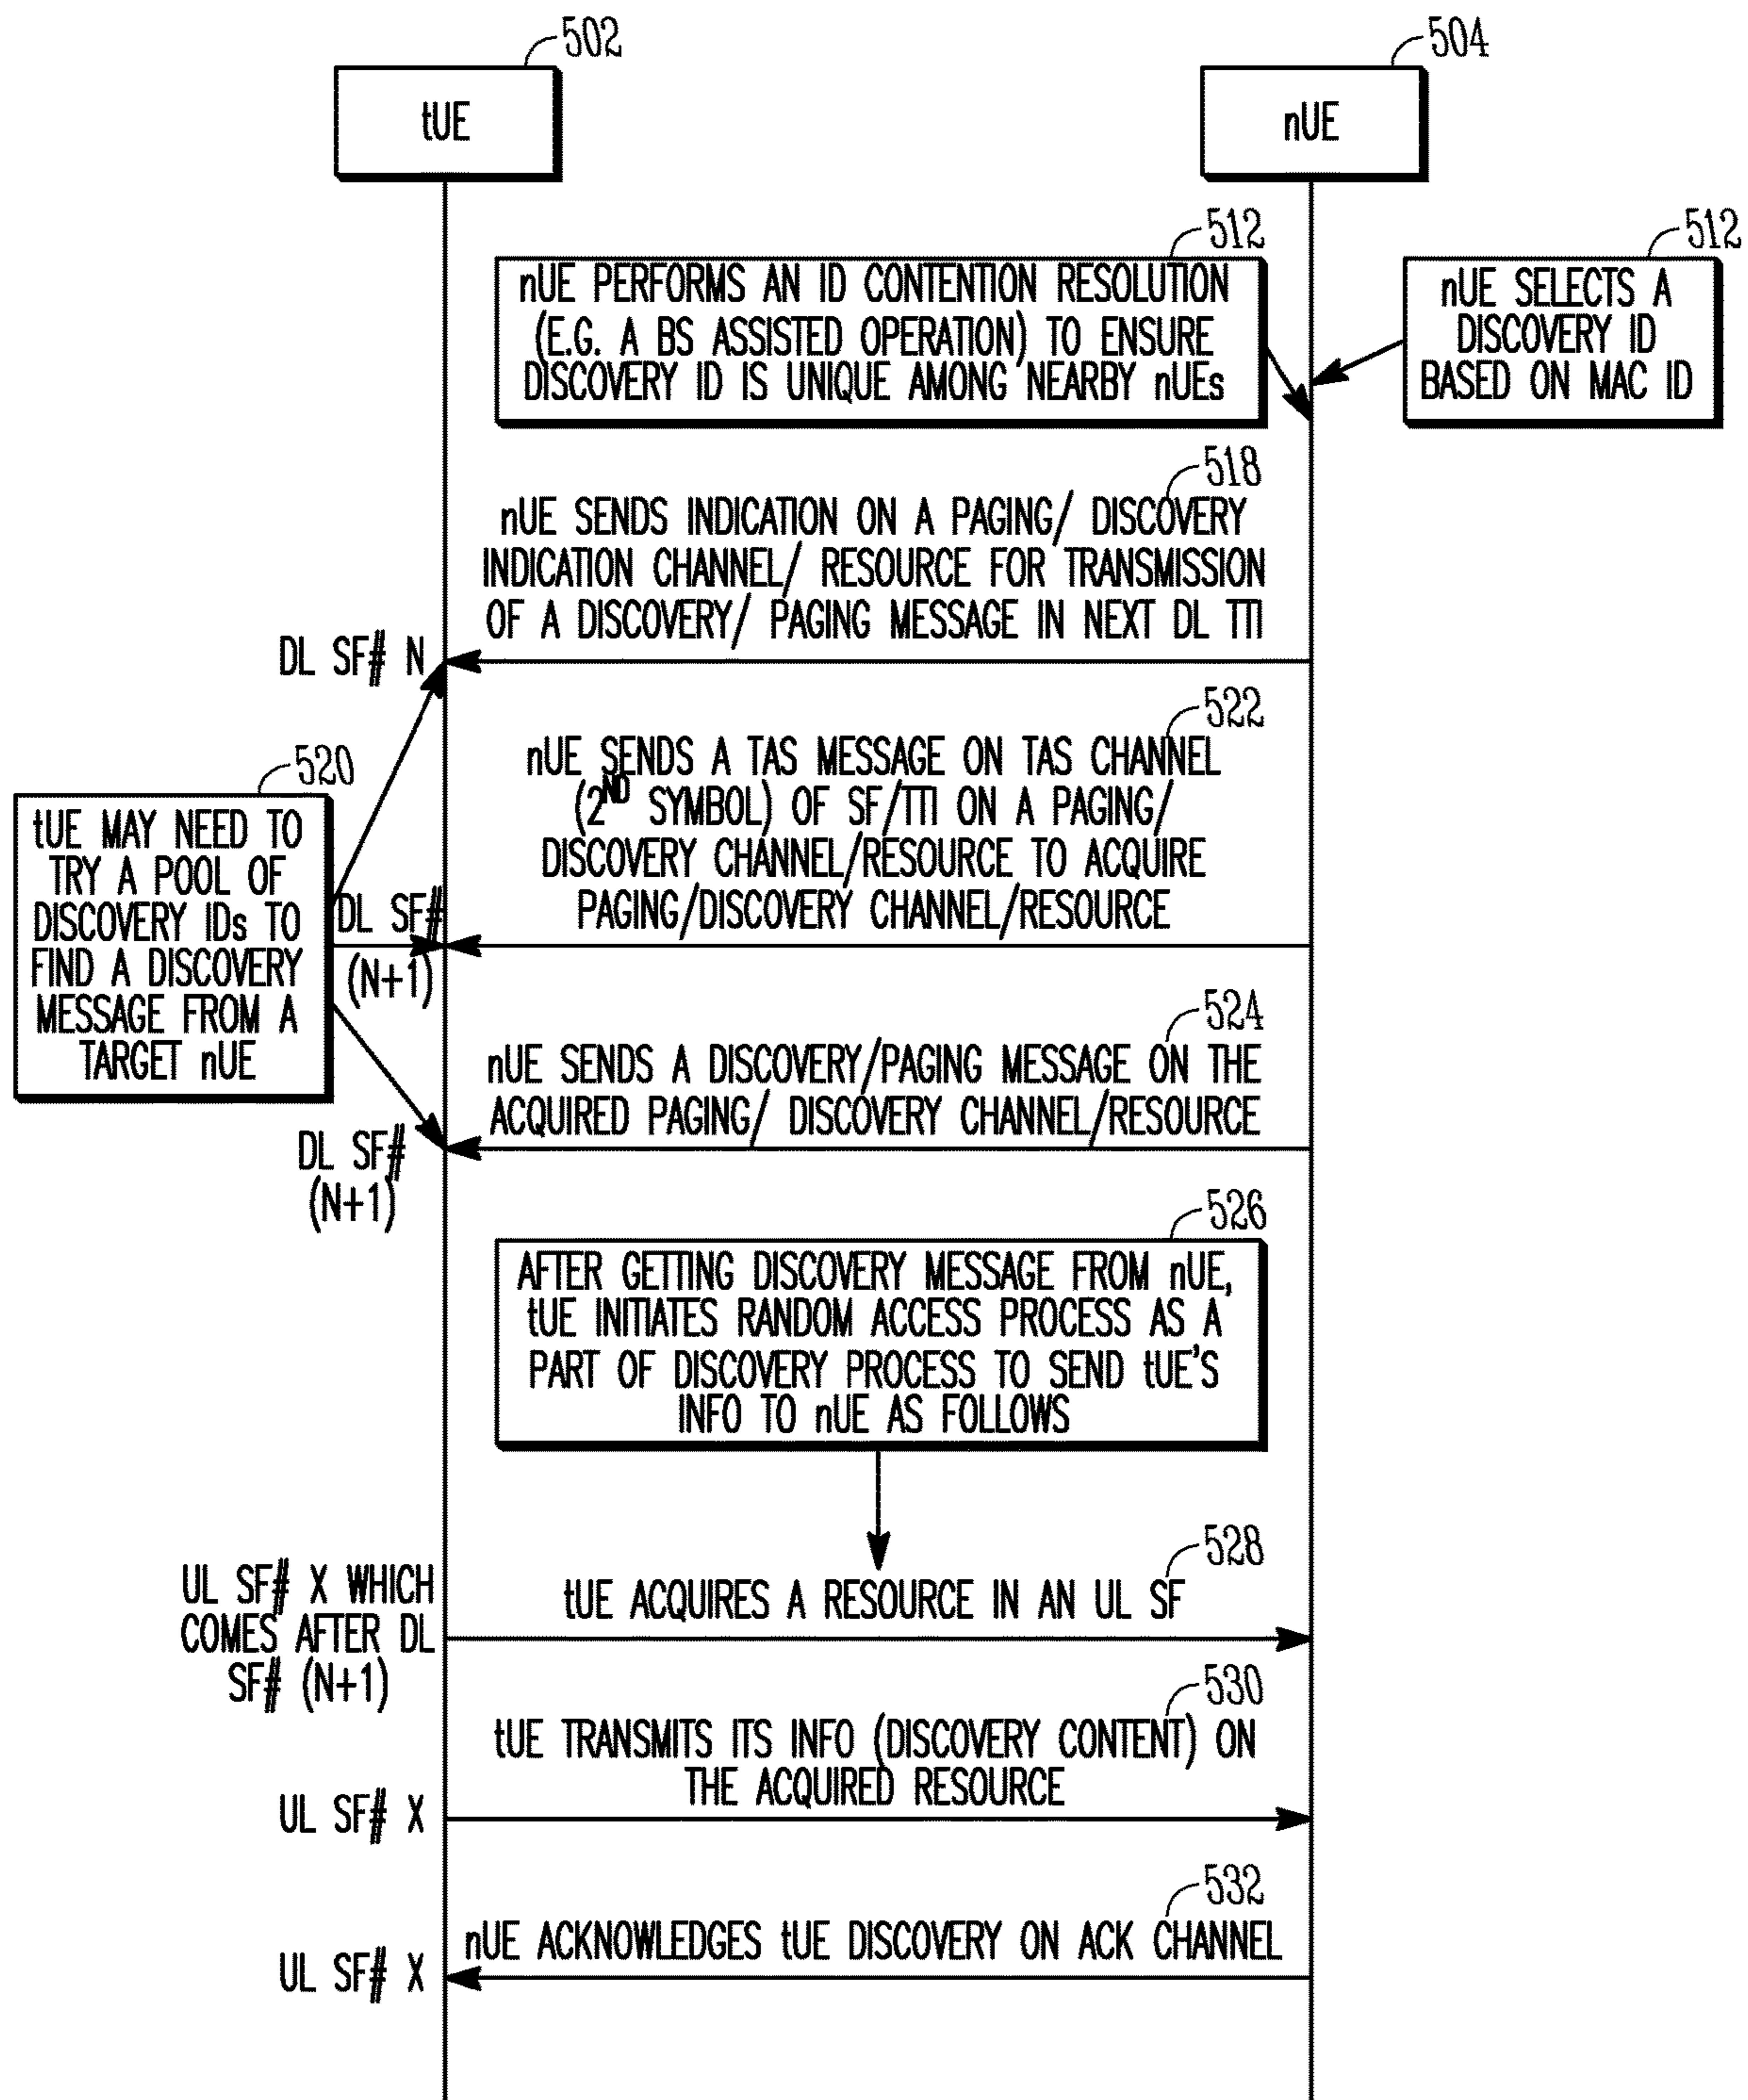 502
504
tUE
nUE
512
512
nUE PERFORMS AN ID CONTENTION RESOLUTION
(E.G. A BS ASSISTED OPERATION) TO ENSURE
DISCOVERY ID IS UNIQUE AMONG NEARBY nUEs
nUE SELECTS A
DISCOVERY ID
BASED ON MAC ID
518
nUE SENDS INDICATION ON A PAGING/ DISCOVERY
INDICATION CHANNEL/ RESOURCE FOR TRANSMISSION
OF A DISCOVERY/ PAGING MESSAGE IN NEXT DL TTI
DL SF# N
522
nUE SENDS A TAS MESSAGE ON TAS CHANNEL
(2ND SYMBOL) OF SF/TTI ON A PAGING/
DISCOVERY CHANNEL/RESOURCE TO ACQUIRE
PAGING/DISCOVERY CHANNEL/RESOURCE
520
tUE MAY NEED TO
TRY A POOL OF
DISCOVERY IDs TO
FIND A DISCOVERY
MESSAGE FROM A
TARGET nUE
DL SF#
(N+1)
524
nUE SENDS A DISCOVERY/PAGING MESSAGE ON THE
ACQUIRED PAGING/ DISCOVERY CHANNEL/RESOURCE
DL SF#
(N+1)
526
AFTER GETTING DISCOVERY MESSAGE FROM nUE,
tUE INITIATES RANDOM ACCESS PROCESS AS A
PART OF DISCOVERY PROCESS TO SEND tUE'S
INFO TO nUE AS FOLLOWS
528
tUE ACQUIRES A RESOURCE IN AN UL SF
UL SF# X WHICH
COMES AFTER DL
SF# (N+1)
530
tUE TRANSMITS ITS INFO (DISCOVERY CONTENT) ON
THE ACQUIRED RESOURCE
UL SF# X
532
nUE ACKNOWLEDGES tUE DISCOVERY ON ACK CHANNEL
UL SF# X